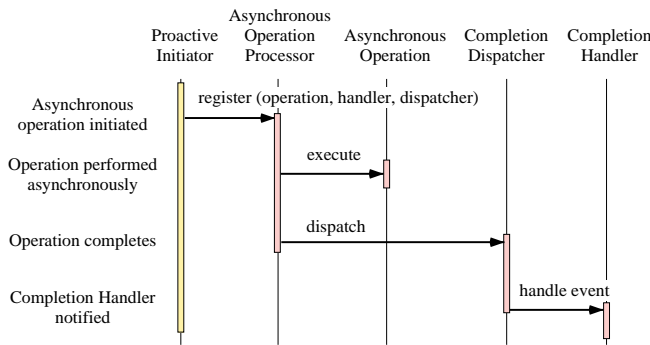 Proactive
Initiator
Asynchronous
Operation
Processor
Asynchronous
Operation
Completion
Dispatcher
Completion
Handler
Asynchronous
operation initiated
register (operation, handler, dispatcher)
Operation performed
asynchronously
execute
Operation completes
dispatch
Completion Handler
notified
handle event